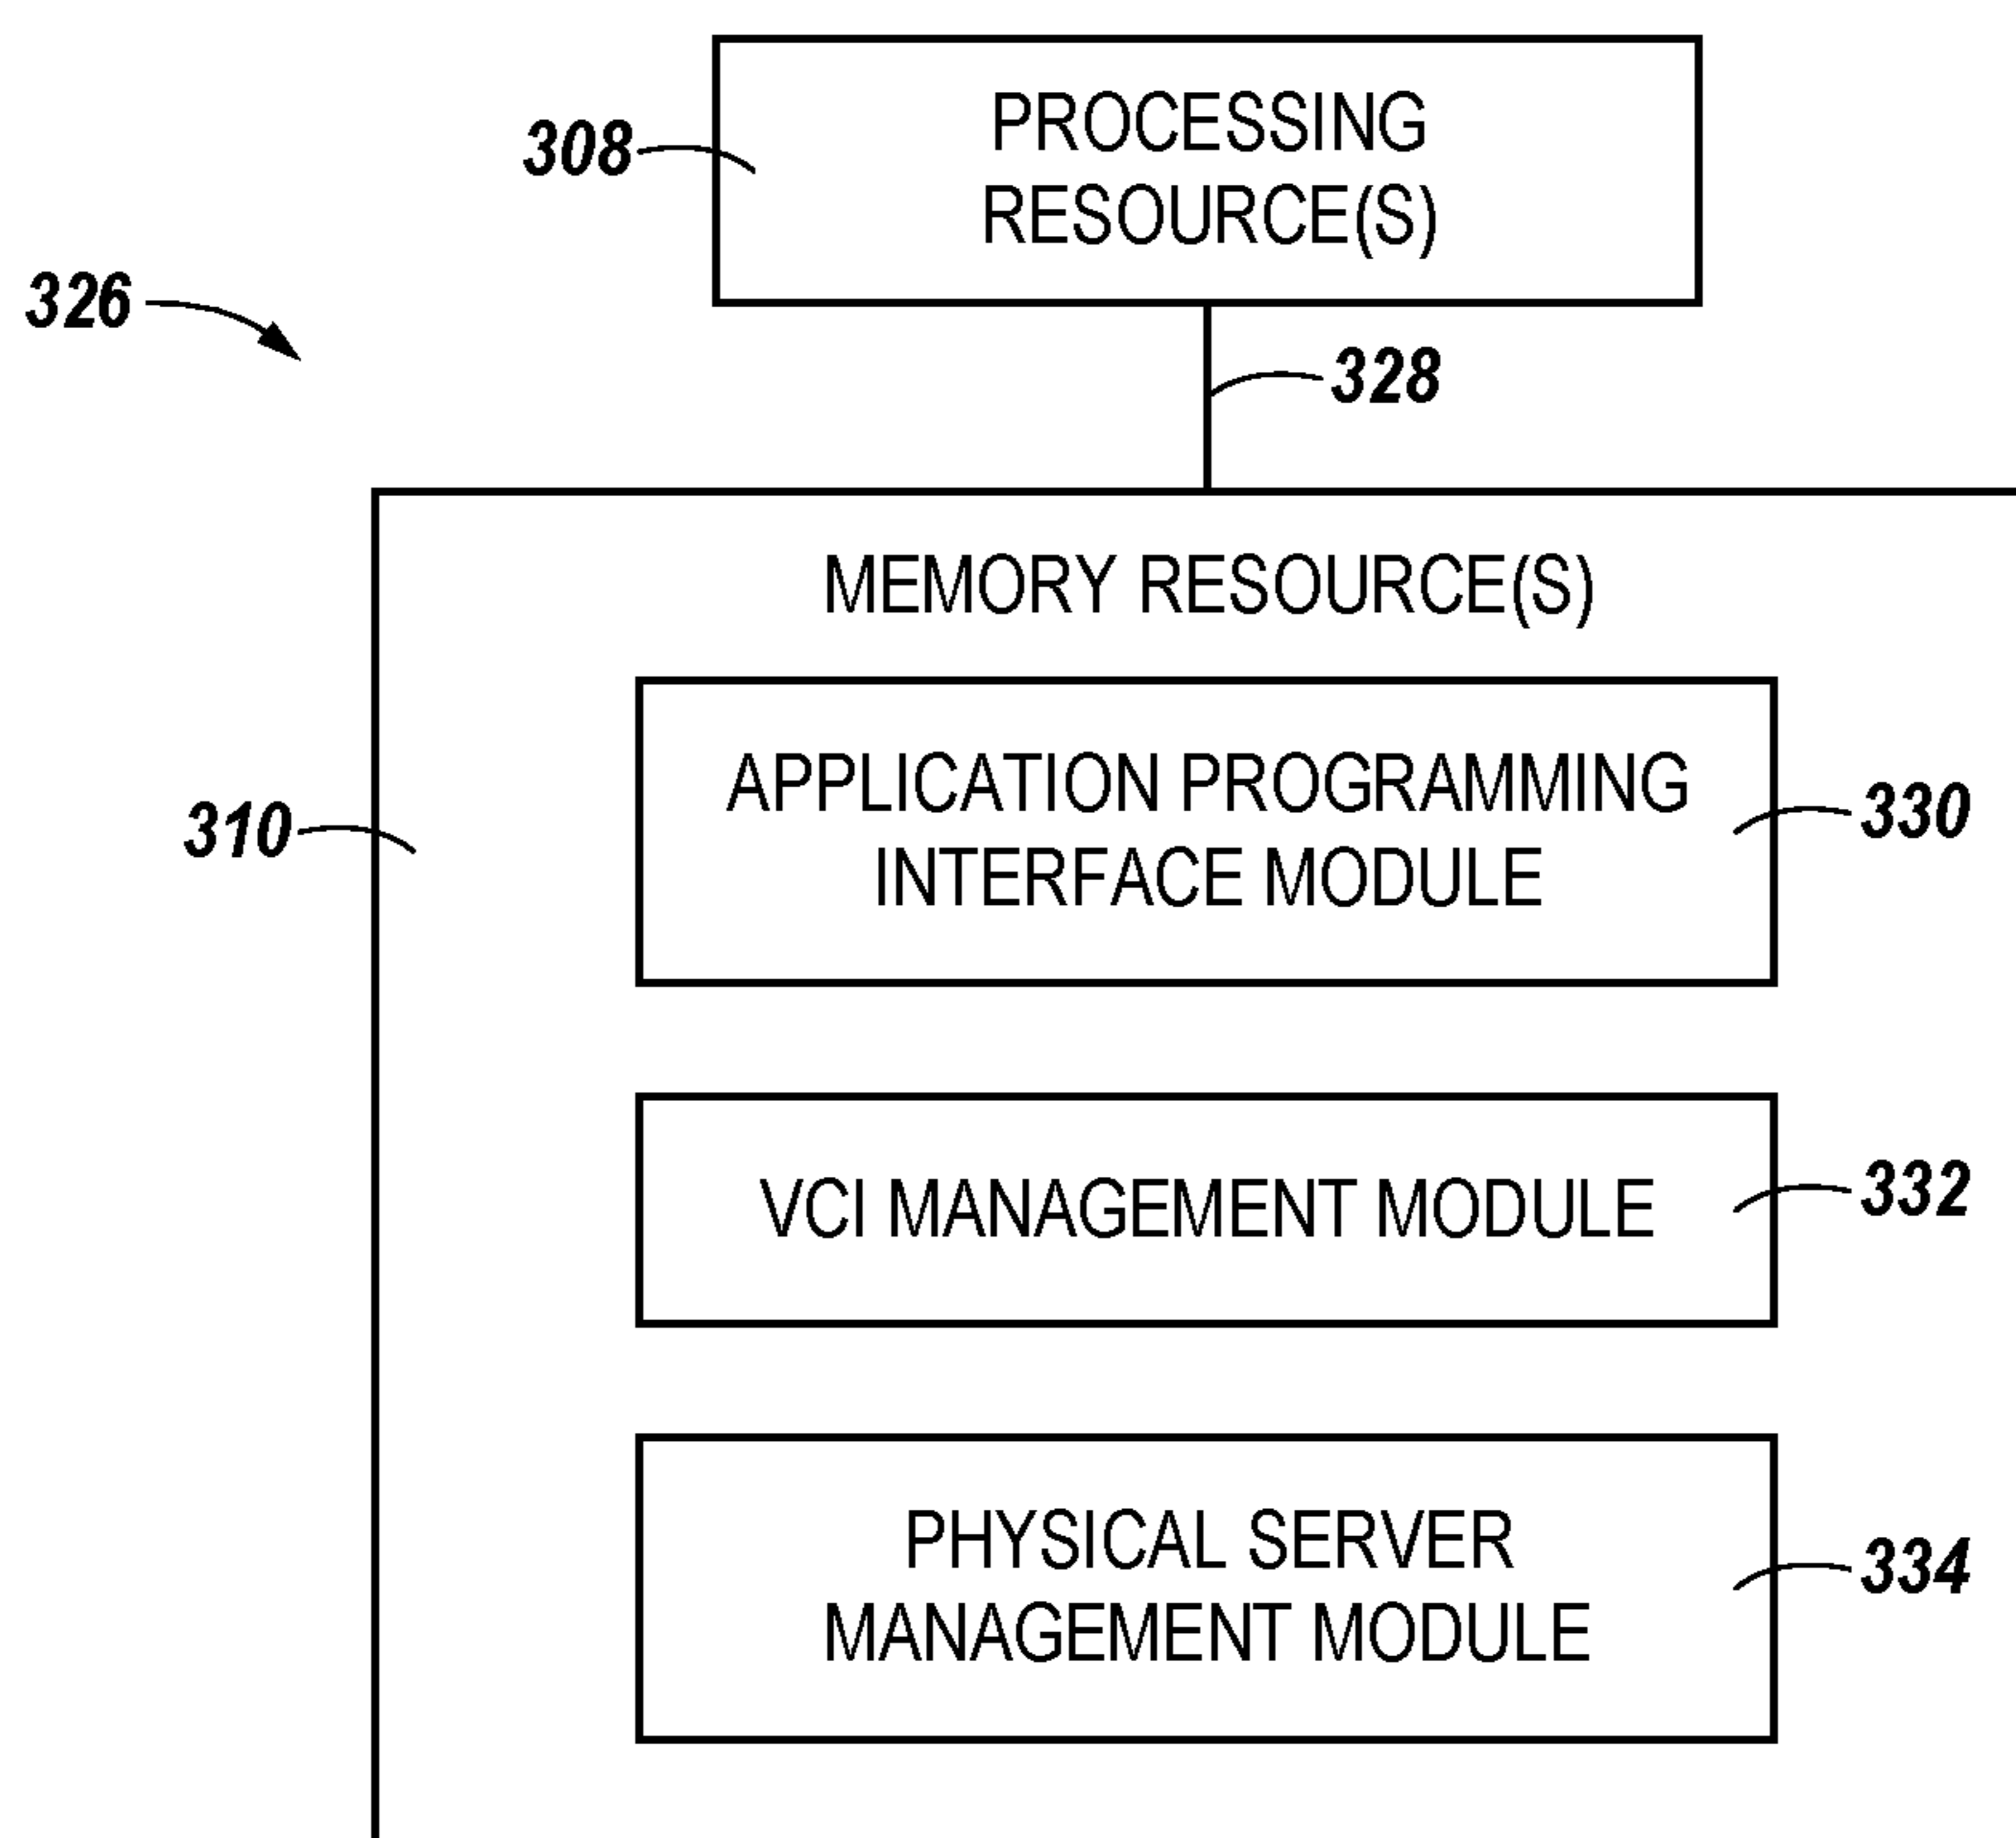 PROCESSING
RESOURCE(S)
308
326
328
MEMORY RESOURCE(S)
310
APPLICATION PROGRAMMING
INTERFACE MODULE
330
VCI MANAGEMENT MODULE
332
PHYSICAL SERVER
MANAGEMENT MODULE
334